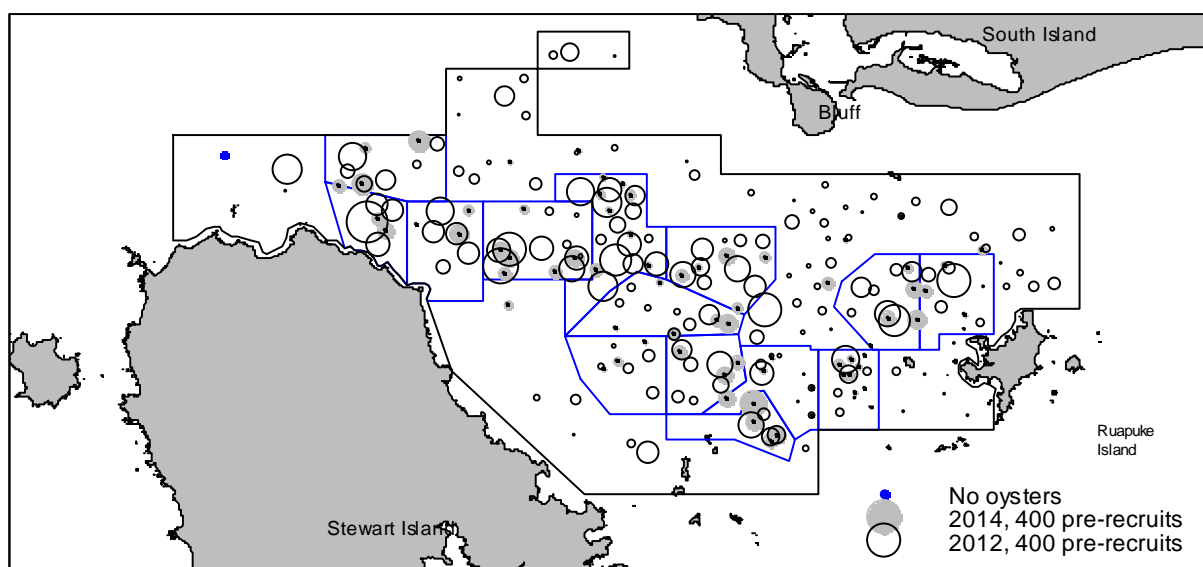 South Island
Bluff
Ruapuke
Island
No oysters
2014, 400 pre-recruits
2012, 400 pre-recruits
Stewart Island